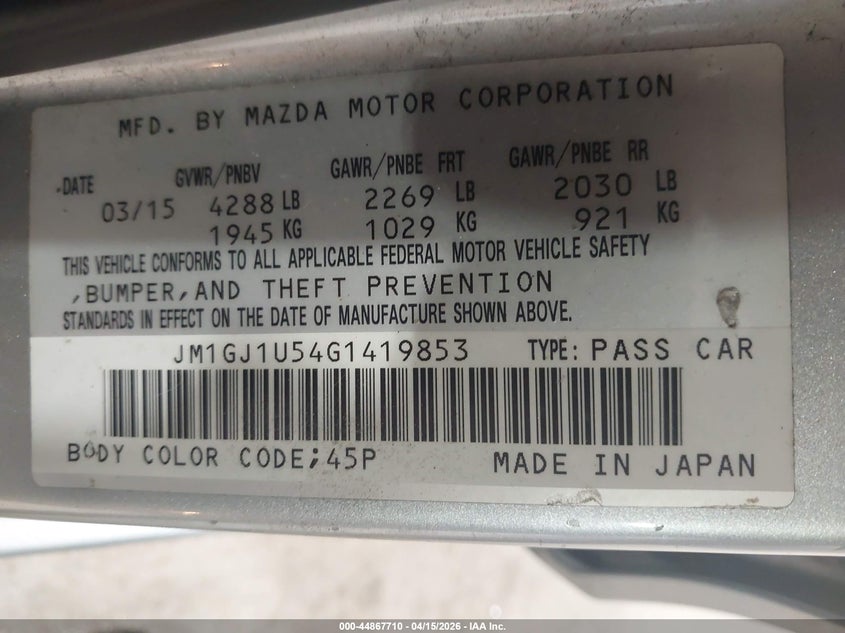 MFD. BY MAZDA MOTOR CORPORATION
DATE GVWR/PNBV GAWR/PNBE FRT GAWR/PNBE RR
03/15 4288 LB 2269 LB 2030 LB
1945 KG 1029 KG 921 KG
THIS VEHICLE CONFORMS TO ALL APPLICABLE FEDERAL MOTOR VEHICLE SAFETY
,BUMPER,AND THEFT PREVENTION
STANDARDS IN EFFECT ON THE DATE OF MANUFACTURE SHOWN ABOVE.
JM1GJ1U54G1419853 TYPE: PASS CAR
BODY COLOR CODE;45P MADE IN JAPAN
000-44867710 - 04/15/2026 - IAA Inc.